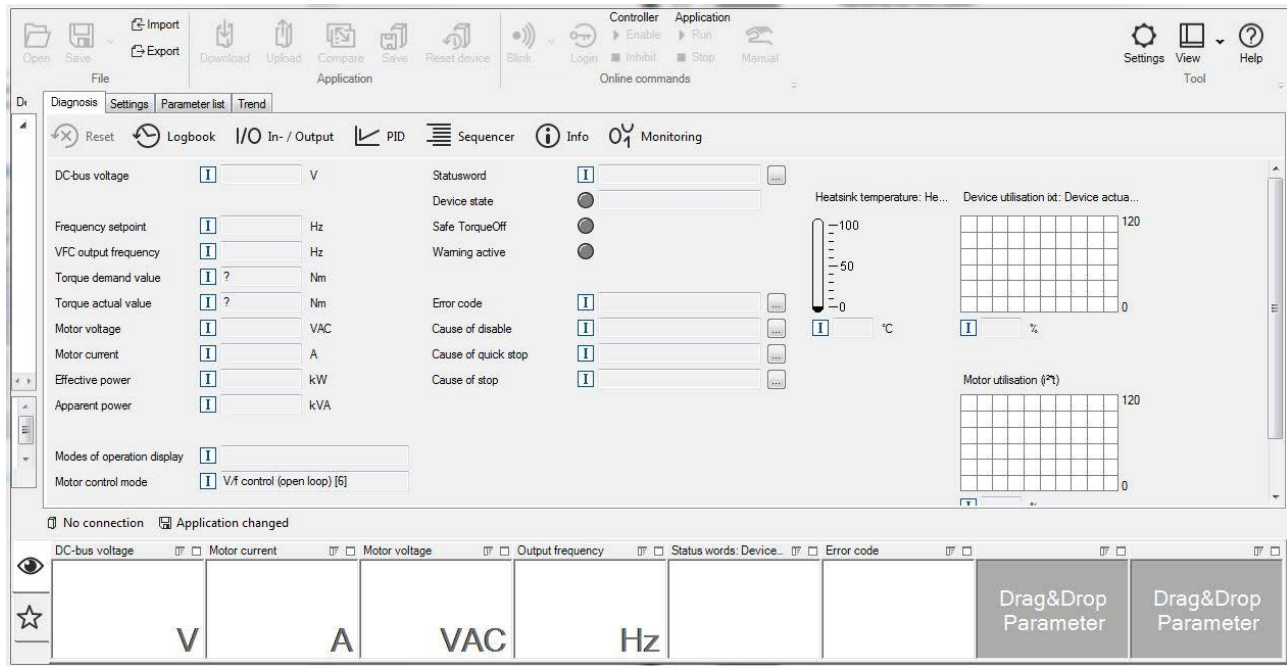 Open
Save
Import
Export
File
Download
Upload
Compare
Save
Reset device
Application
Blink
Login
Controller
Enable
Inhibit
Application
Run
Stop
Manual
Online commands
Settings
View
Help
Tool
Diagnosis Settings Parameter list Trend
Reset Logbook I/O In- / Output PID Sequencer Info Monitoring
DC-bus voltage I V
Frequency setpoint I Hz
VFC output frequency I Hz
Torque demand value I ? Nm
Torque actual value I ? Nm
Motor voltage I VAC
Motor current I A
Effective power I kW
Apparent power I kVA
Modes of operation display I
Motor control mode I V/f control (open loop) [6]
Statusword I ...
Device state
Safe TorqueOff
Warning active
Error code I ...
Cause of disable I ...
Cause of quick stop I ...
Cause of stop I ...
Heatsink temperature: He...
100
50
0
I °C
Device utilisation ixt: Device actua...
120
0
I %
Motor utilisation (i²t)
120
0
No connection Application changed
DC-bus voltage
V
Motor current
A
Motor voltage
VAC
Output frequency
Hz
Status words: Device...
Error code
Drag&Drop
Parameter
Drag&Drop
Parameter